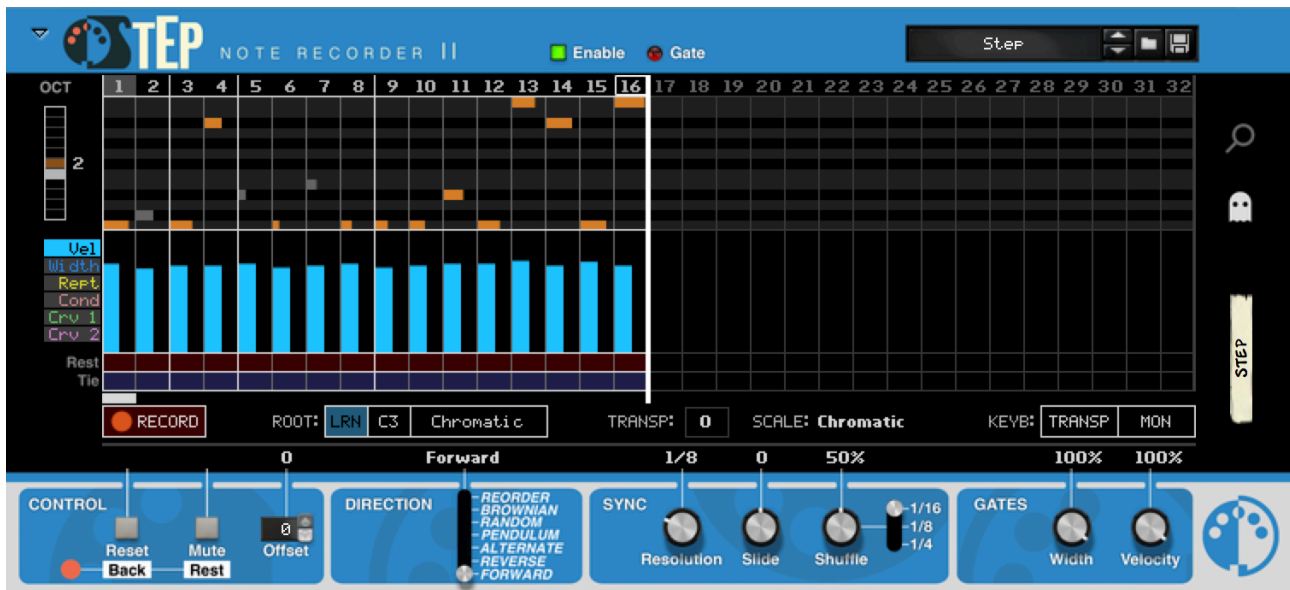 STEP NOTE RECORDER II Enable Gate Step
OCT 1 2 3 4 5 6 7 8 9 10 11 12 13 14 15 16 17 18 19 20 21 22 23 24 25 26 27 28 29 30 31 32
2
Vel
Width
Rept
Cond
Crv 1
Crv 2
Rest
Tie
STEP
RECORD ROOT: LRN C3 Chromatic TRANSP: 0 SCALE: Chromatic KEYB: TRANSP MON
0 Forward 1/8 0 50% 100% 100%
CONTROL
0
Reset Mute Offset
Back Rest
DIRECTION
REORDER
BROWNIAN
RANDOM
PENDULUM
ALTERNATE
REVERSE
FORWARD
SYNC
1/16
1/8
1/4
Resolution Slide Shuffle
GATES
Width Velocity